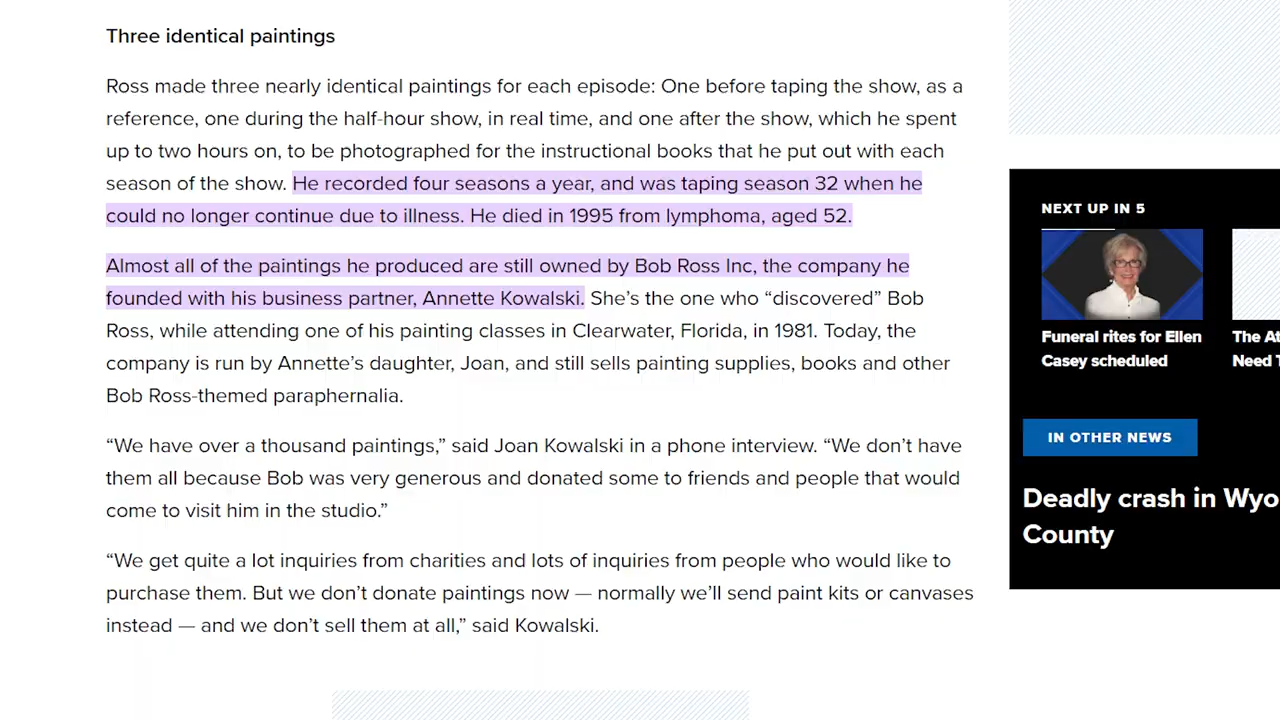 Three identical paintings
Ross made three nearly identical paintings for each episode: One before taping the show, as a
reference, one during the half-hour show, in real time, and one after the show, which he spent
up to two hours on, to be photographed for the instructional books that he put out with each
season of the show. He recorded four seasons a year, and was taping season 32 when he
could no longer continue due to illness. He died in 1995 from lymphoma, aged 52.
Almost all of the paintings he produced are still owned by Bob Ross Inc, the company he
founded with his business partner, Annette Kowalski. She’s the one who “discovered” Bob
Ross, while attending one of his painting classes in Clearwater, Florida, in 1981. Today, the
company is run by Annette’s daughter, Joan, and still sells painting supplies, books and other
Bob Ross-themed paraphernalia.
“We have over a thousand paintings,” said Joan Kowalski in a phone interview. “We don’t have
them all because Bob was very generous and donated some to friends and people that would
come to visit him in the studio.”
“We get quite a lot inquiries from charities and lots of inquiries from people who would like to
purchase them. But we don’t donate paintings now — normally we’ll send paint kits or canvases
instead — and we don’t sell them at all,” said Kowalski.
NEXT UP IN 5
Funeral rites for Ellen
Casey scheduled
The At
Need T
IN OTHER NEWS
Deadly crash in Wyo
County